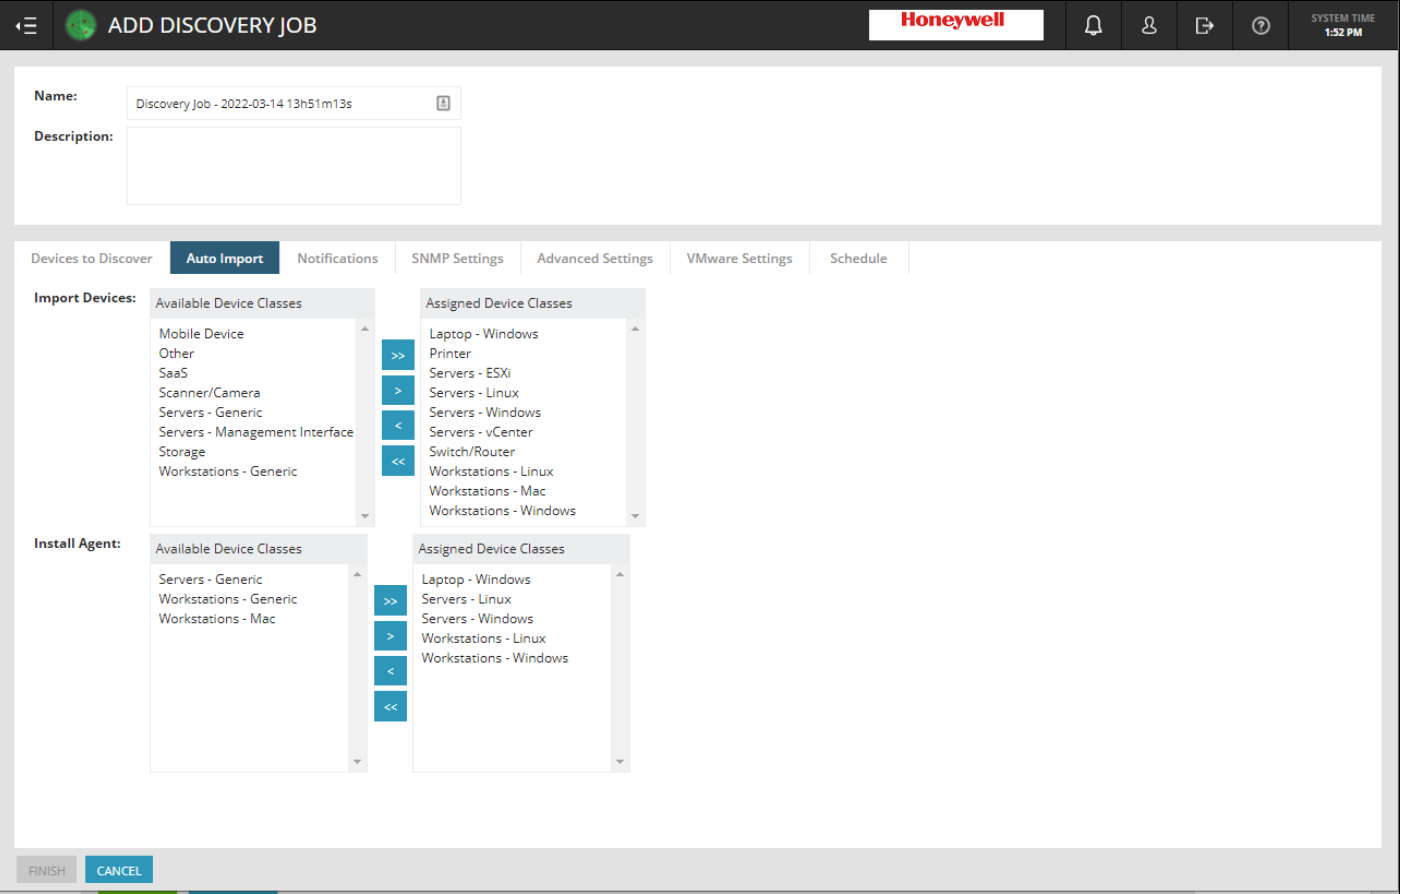 ADD DISCOVERY JOB
Honeywell
SYSTEM TIME
1:52 PM
Name:
Discovery Job - 2022-03-14 13h51m13s
Description:
Devices to Discover
Auto Import
Notifications
SNMP Settings
Advanced Settings
VMware Settings
Schedule
Import Devices:
Available Device Classes
Mobile Device
Other
SaaS
Scanner/Camera
Servers - Generic
Servers - Management Interface
Storage
Workstations - Generic
>>
>
<
<<
Assigned Device Classes
Laptop - Windows
Printer
Servers - ESXi
Servers - Linux
Servers - Windows
Servers - vCenter
Switch/Router
Workstations - Linux
Workstations - Mac
Workstations - Windows
Install Agent:
Available Device Classes
Servers - Generic
Workstations - Generic
Workstations - Mac
>>
>
<
<<
Assigned Device Classes
Laptop - Windows
Servers - Linux
Servers - Windows
Workstations - Linux
Workstations - Windows
FINISH
CANCEL